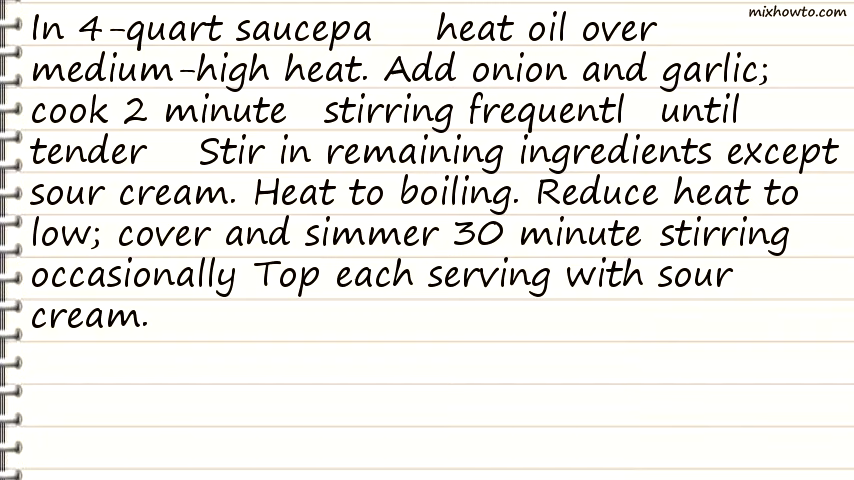 mixhowto.com
In 4-quart saucepa heat oil over
medium-high heat. Add onion and garlic;
cook 2 minute stirring frequentl until
tender Stir in remaining ingredients except
sour cream. Heat to boiling. Reduce heat to
low; cover and simmer 30 minute stirring
occasionally Top each serving with sour
cream.